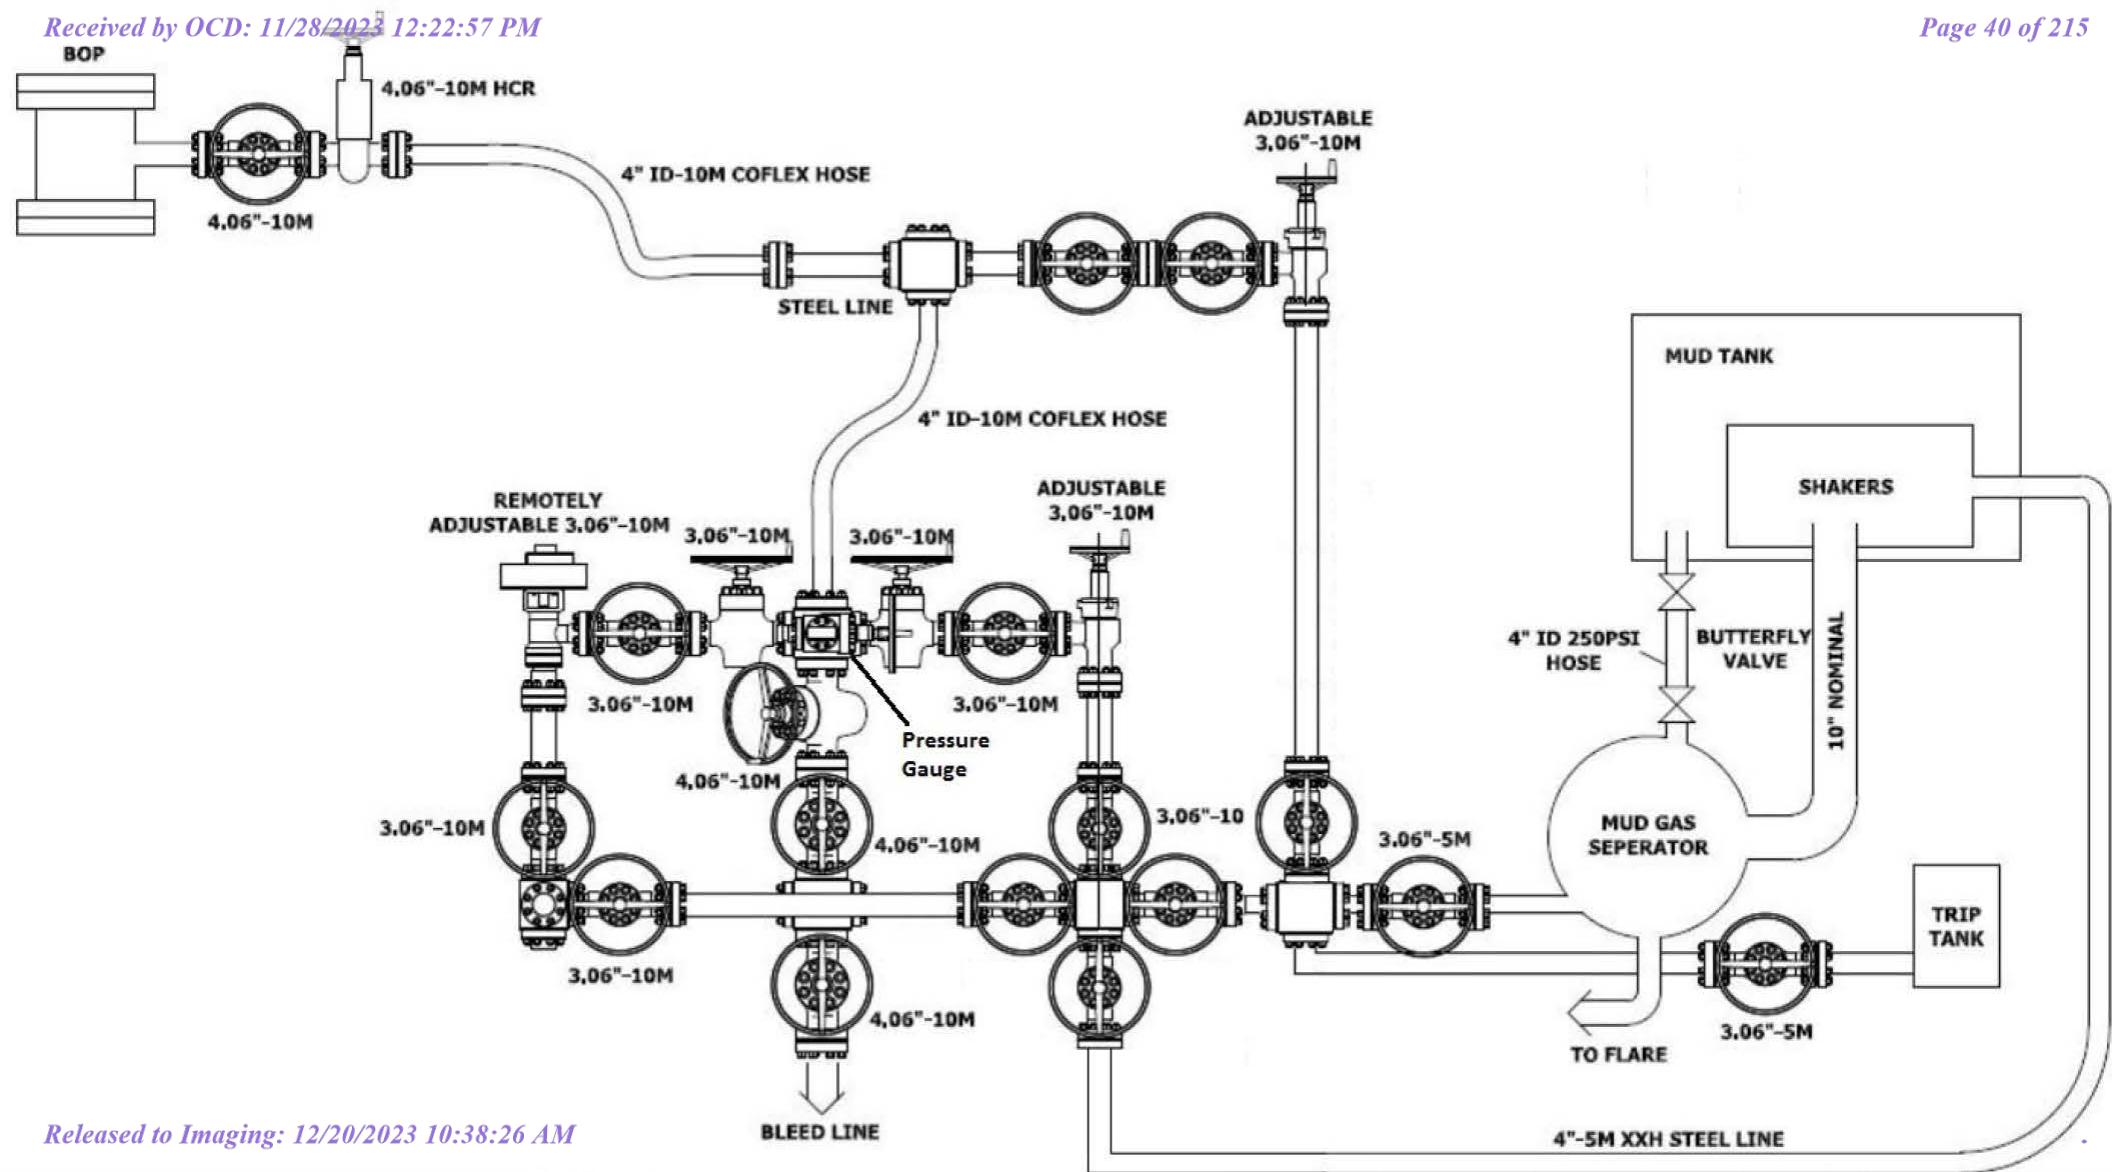 Received by OCD: 11/28/2023 12:22:57 PM
Page 40 of 215
BOP
4.06"-10M HCR
4.06"-10M
4" ID-10M COFLEX HOSE
STEEL LINE
ADJUSTABLE
3.06"-10M
4" ID-10M COFLEX HOSE
MUD TANK
SHAKERS
REMOTELY
ADJUSTABLE 3.06"-10M
3.06"-10M
3.06"-10M
ADJUSTABLE
3.06"-10M
3.06"-10M
3.06"-10M
Pressure
Gauge
4.06"-10M
4" ID 250PSI
HOSE
BUTTERFLY
VALVE
10" NOMINAL
3.06"-10M
4.06"-10M
3.06"-10
3.06"-5M
MUD GAS
SEPERATOR
TRIP
TANK
3.06"-10M
4.06"-10M
3.06"-5M
TO FLARE
BLEED LINE
4"-5M XXH STEEL LINE
Released to Imaging: 12/20/2023 10:38:26 AM